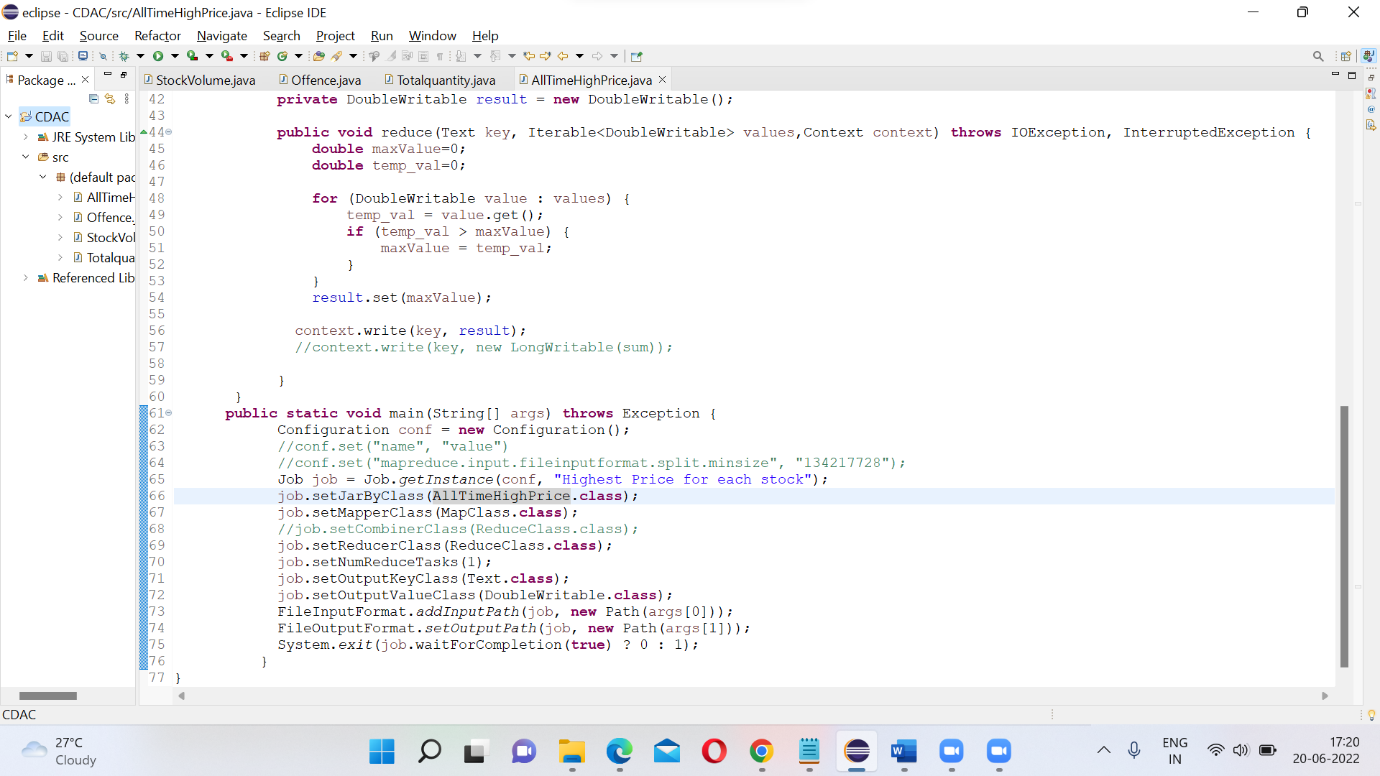 eclipse - CDAC/src/AllTimeHighPrice.java - Eclipse IDE
File Edit Source Refactor Navigate Search Project Run Window Help
Package ...
StockVolume.java Offence.java Totalquantity.java AllTimeHighPrice.java
CDAC
JRE System Lib
src
(default pac
AllTimeH
Offence.
StockVol
Totalqua
Referenced Lib
42 private DoubleWritable result = new DoubleWritable();
43
44 public void reduce(Text key, Iterable<DoubleWritable> values,Context context) throws IOException, InterruptedException {
45 double maxValue=0;
46 double temp_val=0;
47
48 for (DoubleWritable value : values) {
49 temp_val = value.get();
50 if (temp_val > maxValue) {
51 maxValue = temp_val;
52 }
53 }
54 result.set(maxValue);
55
56 context.write(key, result);
57 //context.write(key, new LongWritable(sum));
58
59 }
60 }
61 public static void main(String[] args) throws Exception {
62 Configuration conf = new Configuration();
63 //conf.set("name", "value")
64 //conf.set("mapreduce.input.fileinputformat.split.minsize", "134217728");
65 Job job = Job.getInstance(conf, "Highest Price for each stock");
66 job.setJarByClass(AllTimeHighPrice.class);
67 job.setMapperClass(MapClass.class);
68 //job.setCombinerClass(ReduceClass.class);
69 job.setReducerClass(ReduceClass.class);
70 job.setNumReduceTasks(1);
71 job.setOutputKeyClass(Text.class);
72 job.setOutputValueClass(DoubleWritable.class);
73 FileInputFormat.addInputPath(job, new Path(args[0]));
74 FileOutputFormat.setOutputPath(job, new Path(args[1]));
75 System.exit(job.waitForCompletion(true) ? 0 : 1);
76 }
77 }
CDAC
27°C
Cloudy
ENG
IN
17:20
20-06-2022